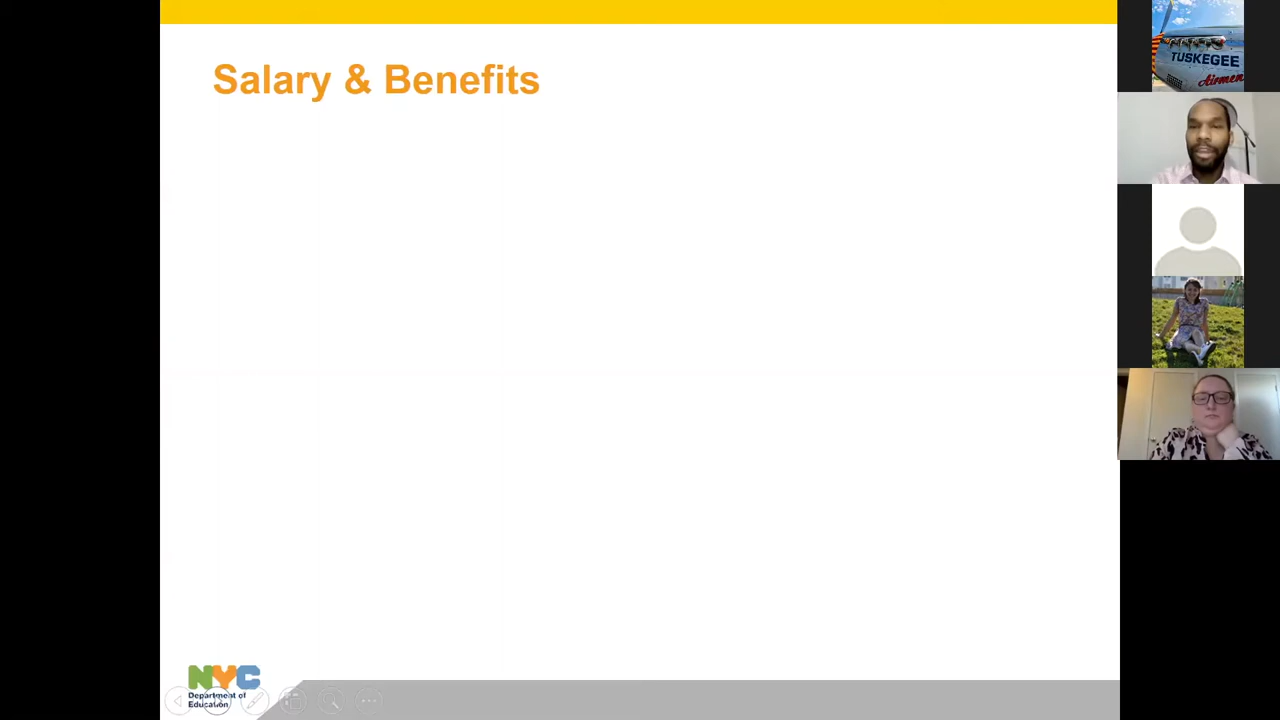 Salary & Benefits
TUSKEGEE
Airmen
NYC
Department of
Education